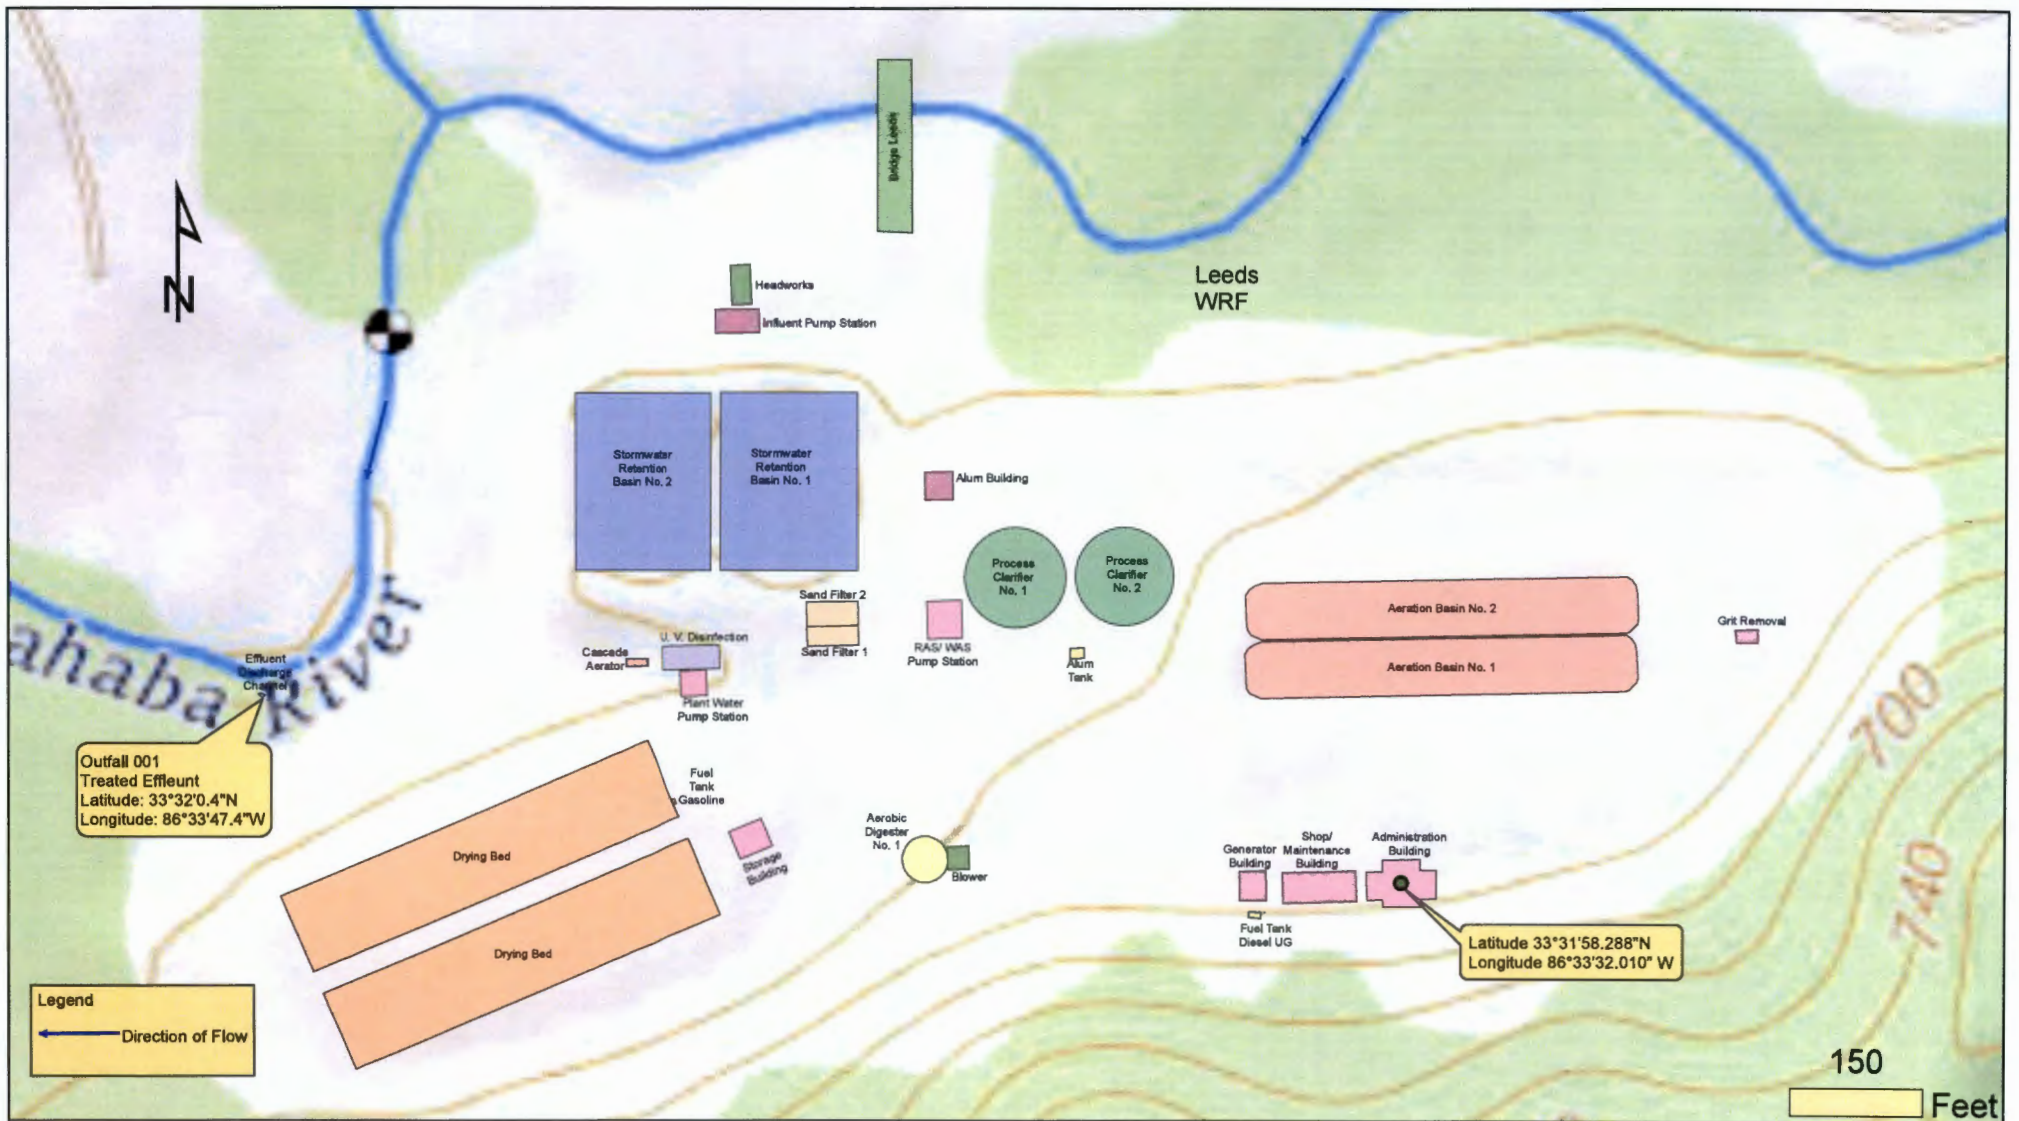 Bridge Leeds
Leeds
WRF
N
Headworks
Influent Pump Station
Stormwater
Retention
Basin No. 2
Stormwater
Retention
Basin No. 1
Alum Building
Process
Clarifier
No. 1
Process
Clarifier
No. 2
Sand Filter 2
Sand Filter 1
RAS/ WAS
Pump Station
Alum
Tank
Aeration Basin No. 2
Aeration Basin No. 1
Grit Removal
U. V. Disinfection
Cascade
Aerator
Plant Water
Pump Station
Effluent
Discharge
Channel
ahaba River
Outfall 001
Treated Effleunt
Latitude: 33°32'0.4"N
Longitude: 86°33'47.4"W
Fuel
Tank
Gasoline
Storage
Building
Drying Bed
Drying Bed
Aerobic
Digester
No. 1
Blower
Generator
Building
Shop/
Maintenance
Building
Administration
Building
Fuel Tank
Diesel UG
Latitude 33°31'58.288"N
Longitude 86°33'32.010" W
700
740
Legend
Direction of Flow
150
Feet